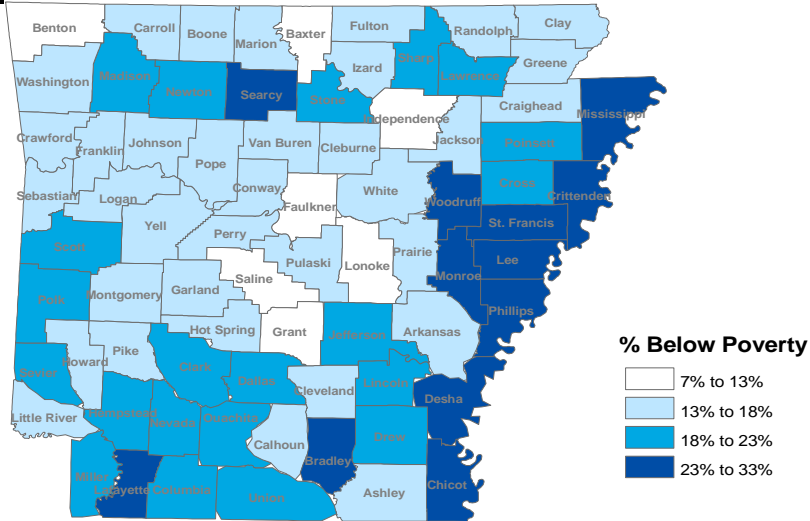 Benton
Carroll
Boone
Marion
Baxter
Fulton
Randolph
Clay
Washington
Madison
Newton
Searcy
Stone
Izard
Sharp
Lawrence
Greene
Independence
Craighead
Mississippi
Crawford
Franklin
Johnson
Pope
Van Buren
Cleburne
Jackson
Poinsett
Sebastian
Logan
Conway
Faulkner
White
Woodruff
Cross
Crittenden
Scott
Yell
Perry
Pulaski
Saline
Lonoke
Prairie
Monroe
St. Francis
Lee
Phillips
Polk
Montgomery
Garland
Hot Spring
Grant
Jefferson
Arkansas
Sevier
Howard
Pike
Clark
Dallas
Cleveland
Lincoln
Desha
Little River
Hempstead
Nevada
Ouachita
Calhoun
Bradley
Drew
Miller
Lafayette
Columbia
Union
Ashley
Chicot
% Below Poverty
7% to 13%
13% to 18%
18% to 23%
23% to 33%